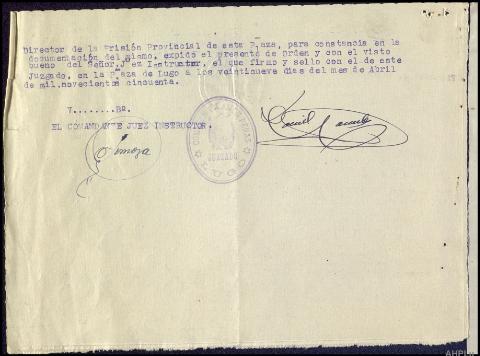 Director de la Prisión Provincial de esta Plaza, para constancia en la
documentación del mismo, expido el presente de Orden y con el visto
bueno del Señor Juez Instructor, el que firmo y sello con el de este
Juzgado, en la Plaza de Lugo a los veintinueve dias del mes de Abril
de mil novecientos cincuenta.
V........Bº.
EL COMANDANTE JUEZ INSTRUCTOR.
JUZGADO
LUGO